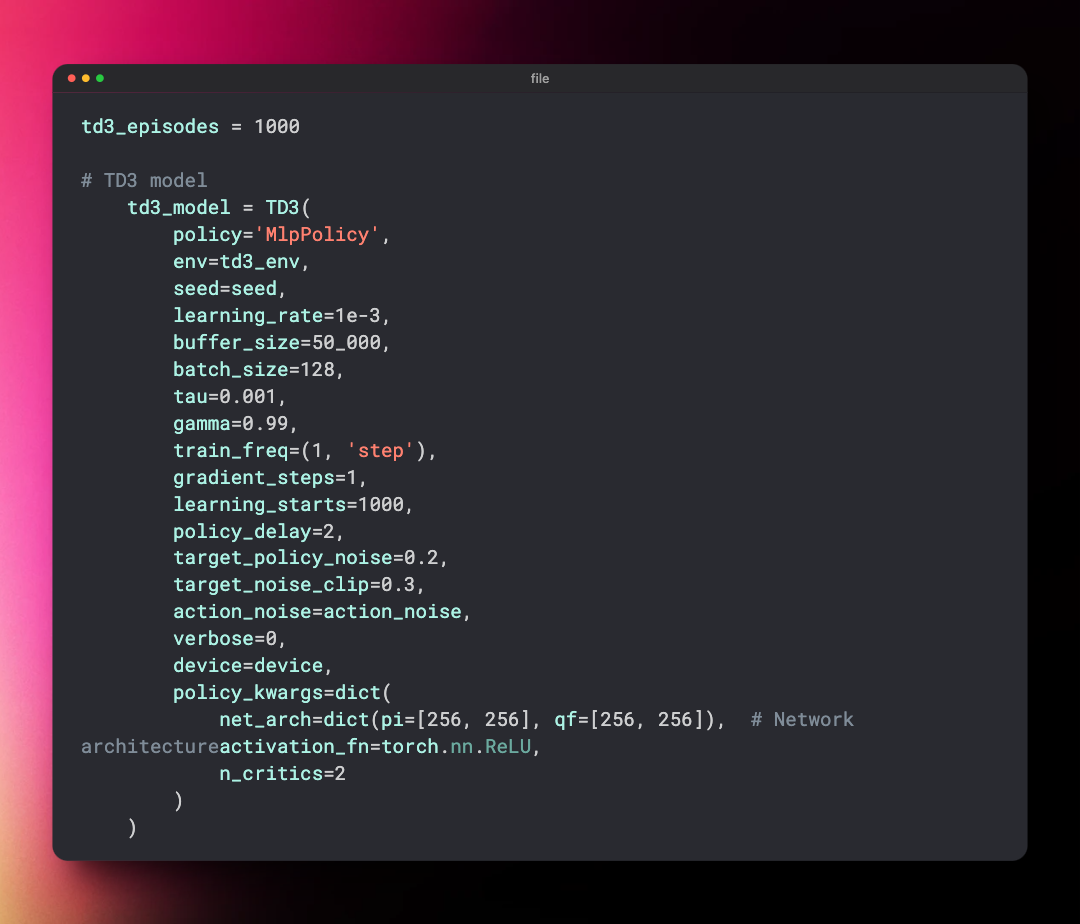 file
td3_episodes = 1000
# TD3 model
    td3_model = TD3(
        policy='MlpPolicy',
        env=td3_env,
        seed=seed,
        learning_rate=1e-3,
        buffer_size=50_000,
        batch_size=128,
        tau=0.001,
        gamma=0.99,
        train_freq=(1, 'step'),
        gradient_steps=1,
        learning_starts=1000,
        policy_delay=2,
        target_policy_noise=0.2,
        target_noise_clip=0.3,
        action_noise=action_noise,
        verbose=0,
        device=device,
        policy_kwargs=dict(
            net_arch=dict(pi=[256, 256], qf=[256, 256]),  # Network
architectureactivation_fn=torch.nn.ReLU,
            n_critics=2
        )
    )